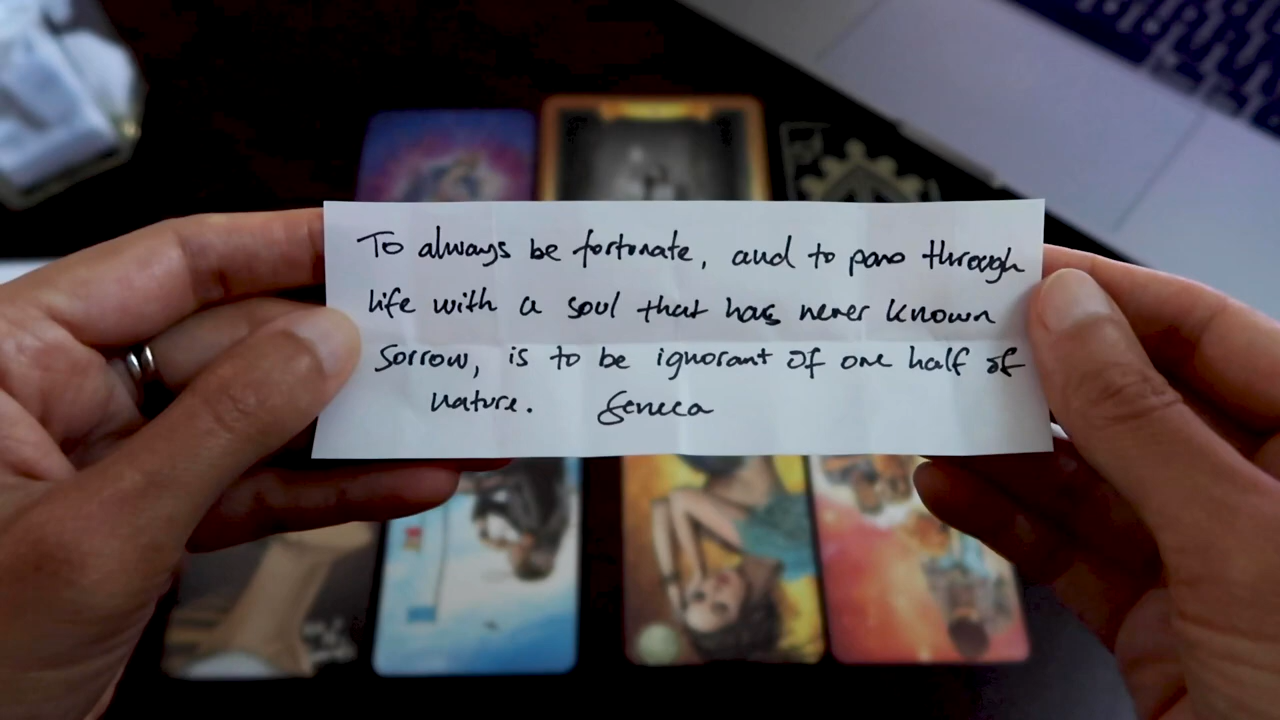 To always be fortunate, and to pass through
life with a soul that has never known
sorrow, is to be ignorant of one half of
nature. Seneca